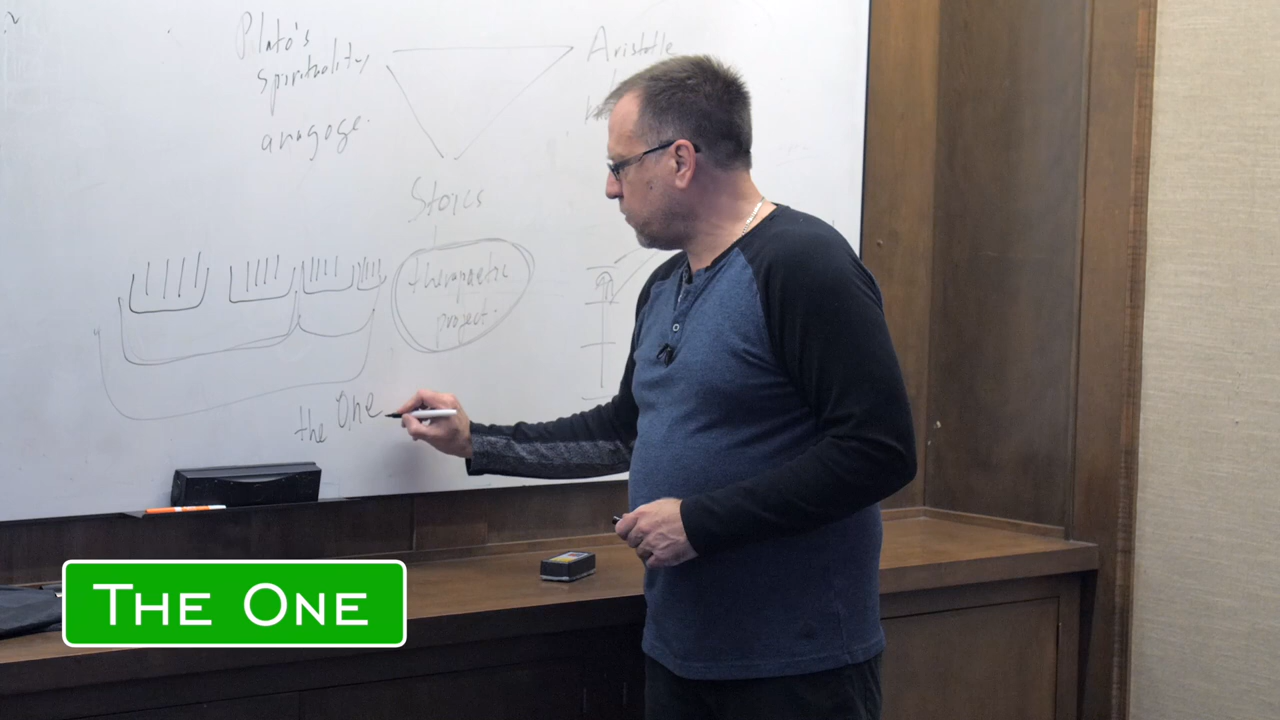 Plato's
spirituality
anagoge.
Aristotle
Stoics
therapeutic
project.
the One
THE ONE